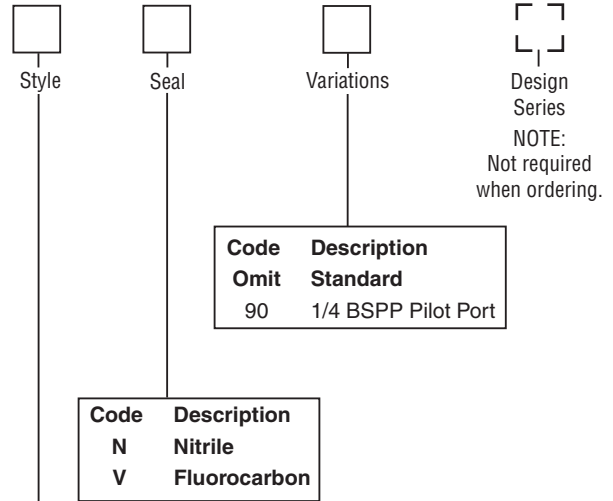 Style
Seal
Variations
Design
Series
NOTE:
Not required
when ordering.
Code Description
Omit Standard
90 1/4 BSPP Pilot Port
Code Description
N Nitrile
V Fluorocarbon